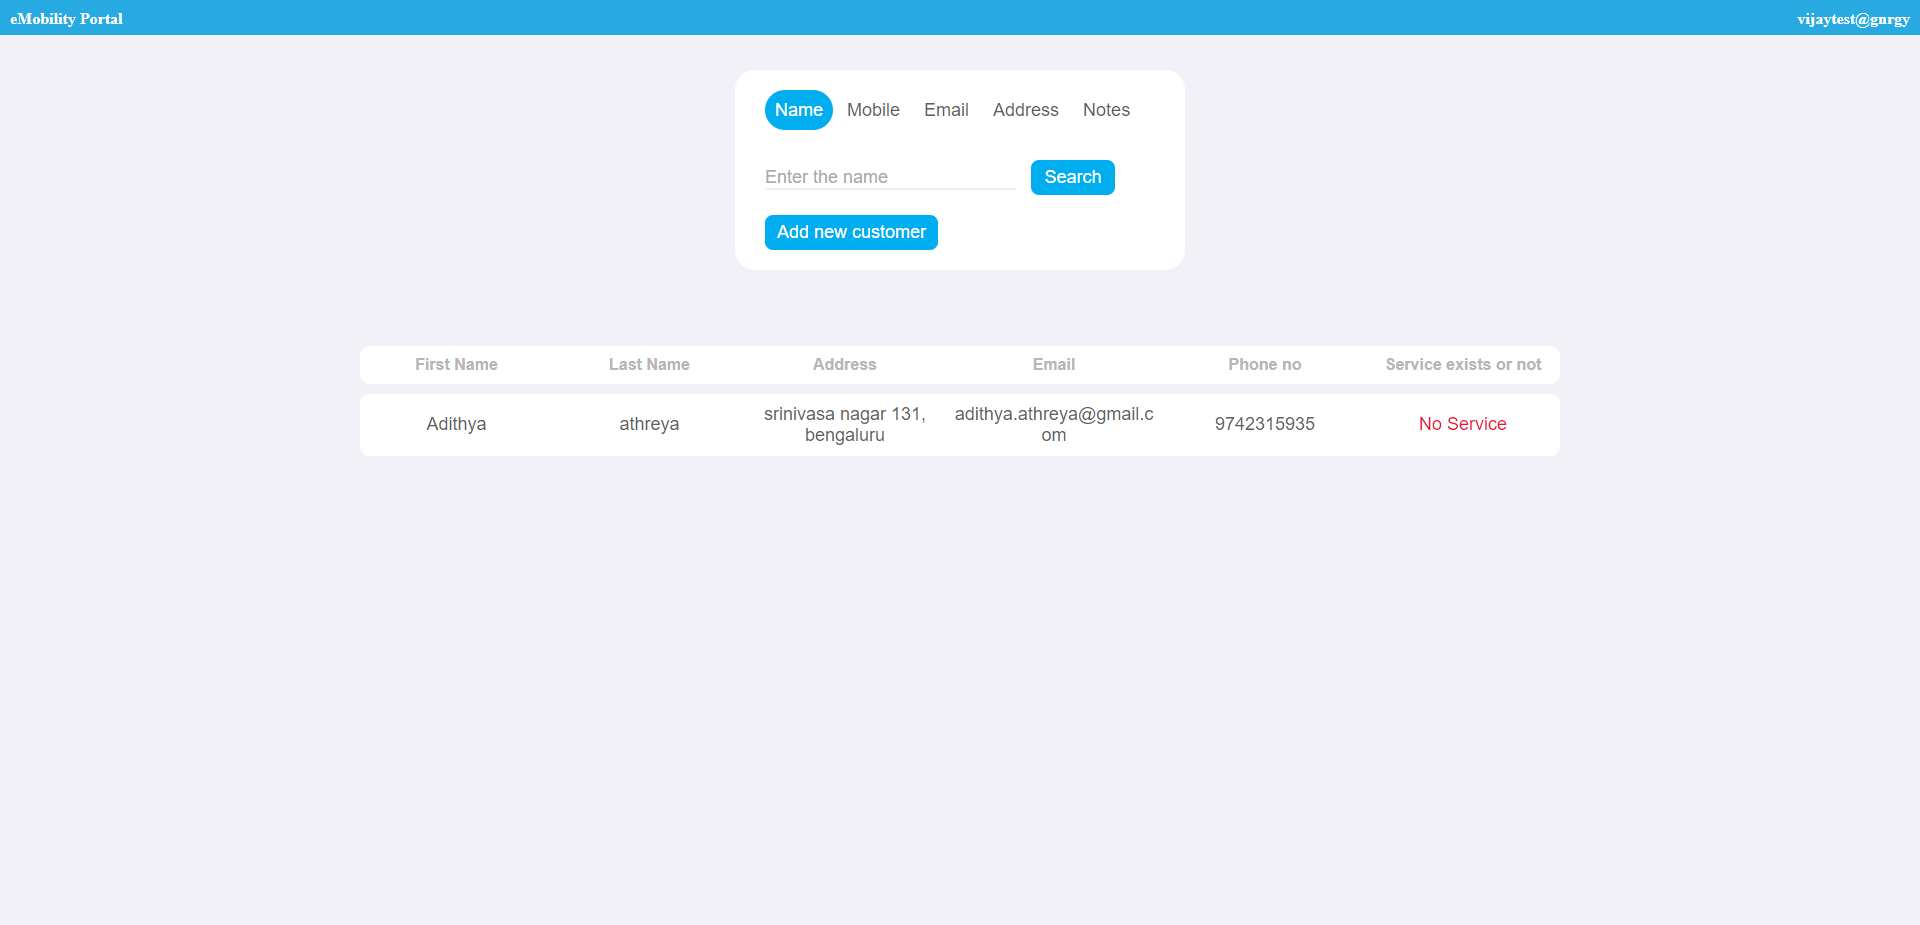 eMobility Portal
vijaytest@gnrgy
Name Mobile Email Address Notes
Enter the name Search
Add new customer
First Name Last Name Address Email Phone no Service exists or not
Adithya athreya srinivasa nagar 131, bengaluru adithya.athreya@gmail.com 9742315935 No Service